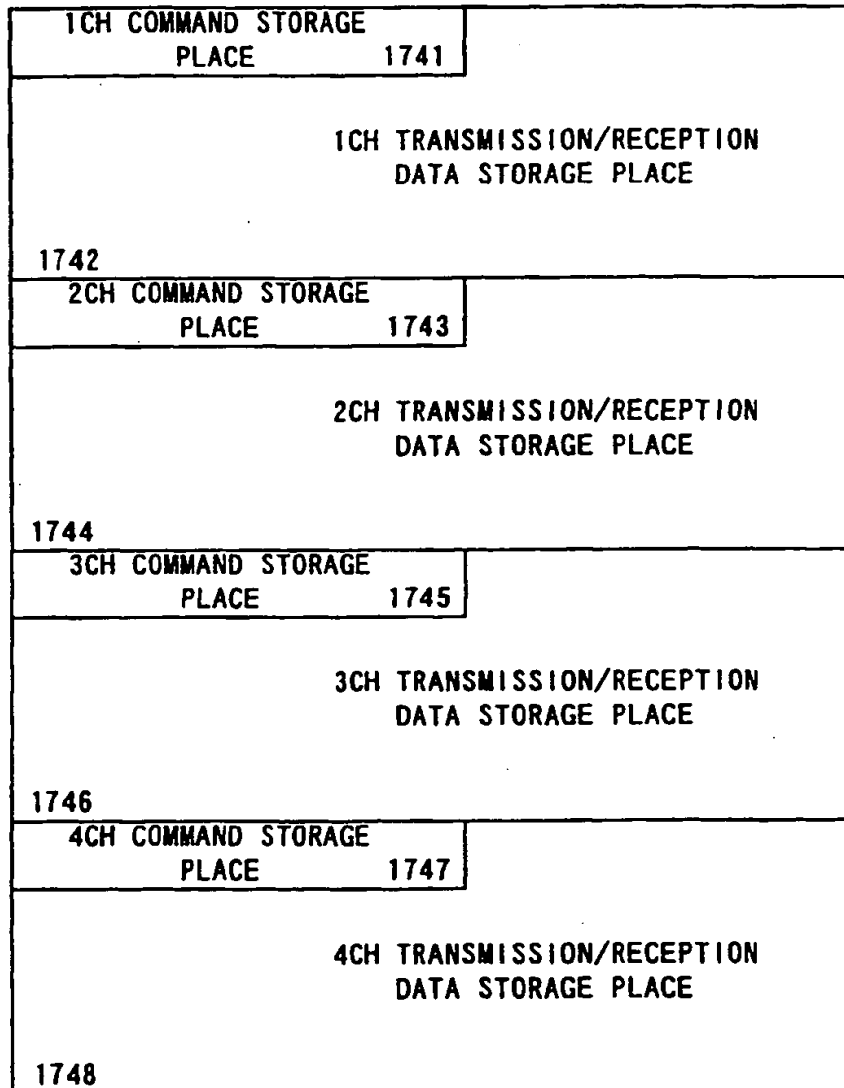 1CH COMMAND STORAGE
PLACE 1741
1CH TRANSMISSION/RECEPTION
DATA STORAGE PLACE
1742
2CH COMMAND STORAGE
PLACE 1743
2CH TRANSMISSION/RECEPTION
DATA STORAGE PLACE
1744
3CH COMMAND STORAGE
PLACE 1745
3CH TRANSMISSION/RECEPTION
DATA STORAGE PLACE
1746
4CH COMMAND STORAGE
PLACE 1747
4CH TRANSMISSION/RECEPTION
DATA STORAGE PLACE
1748